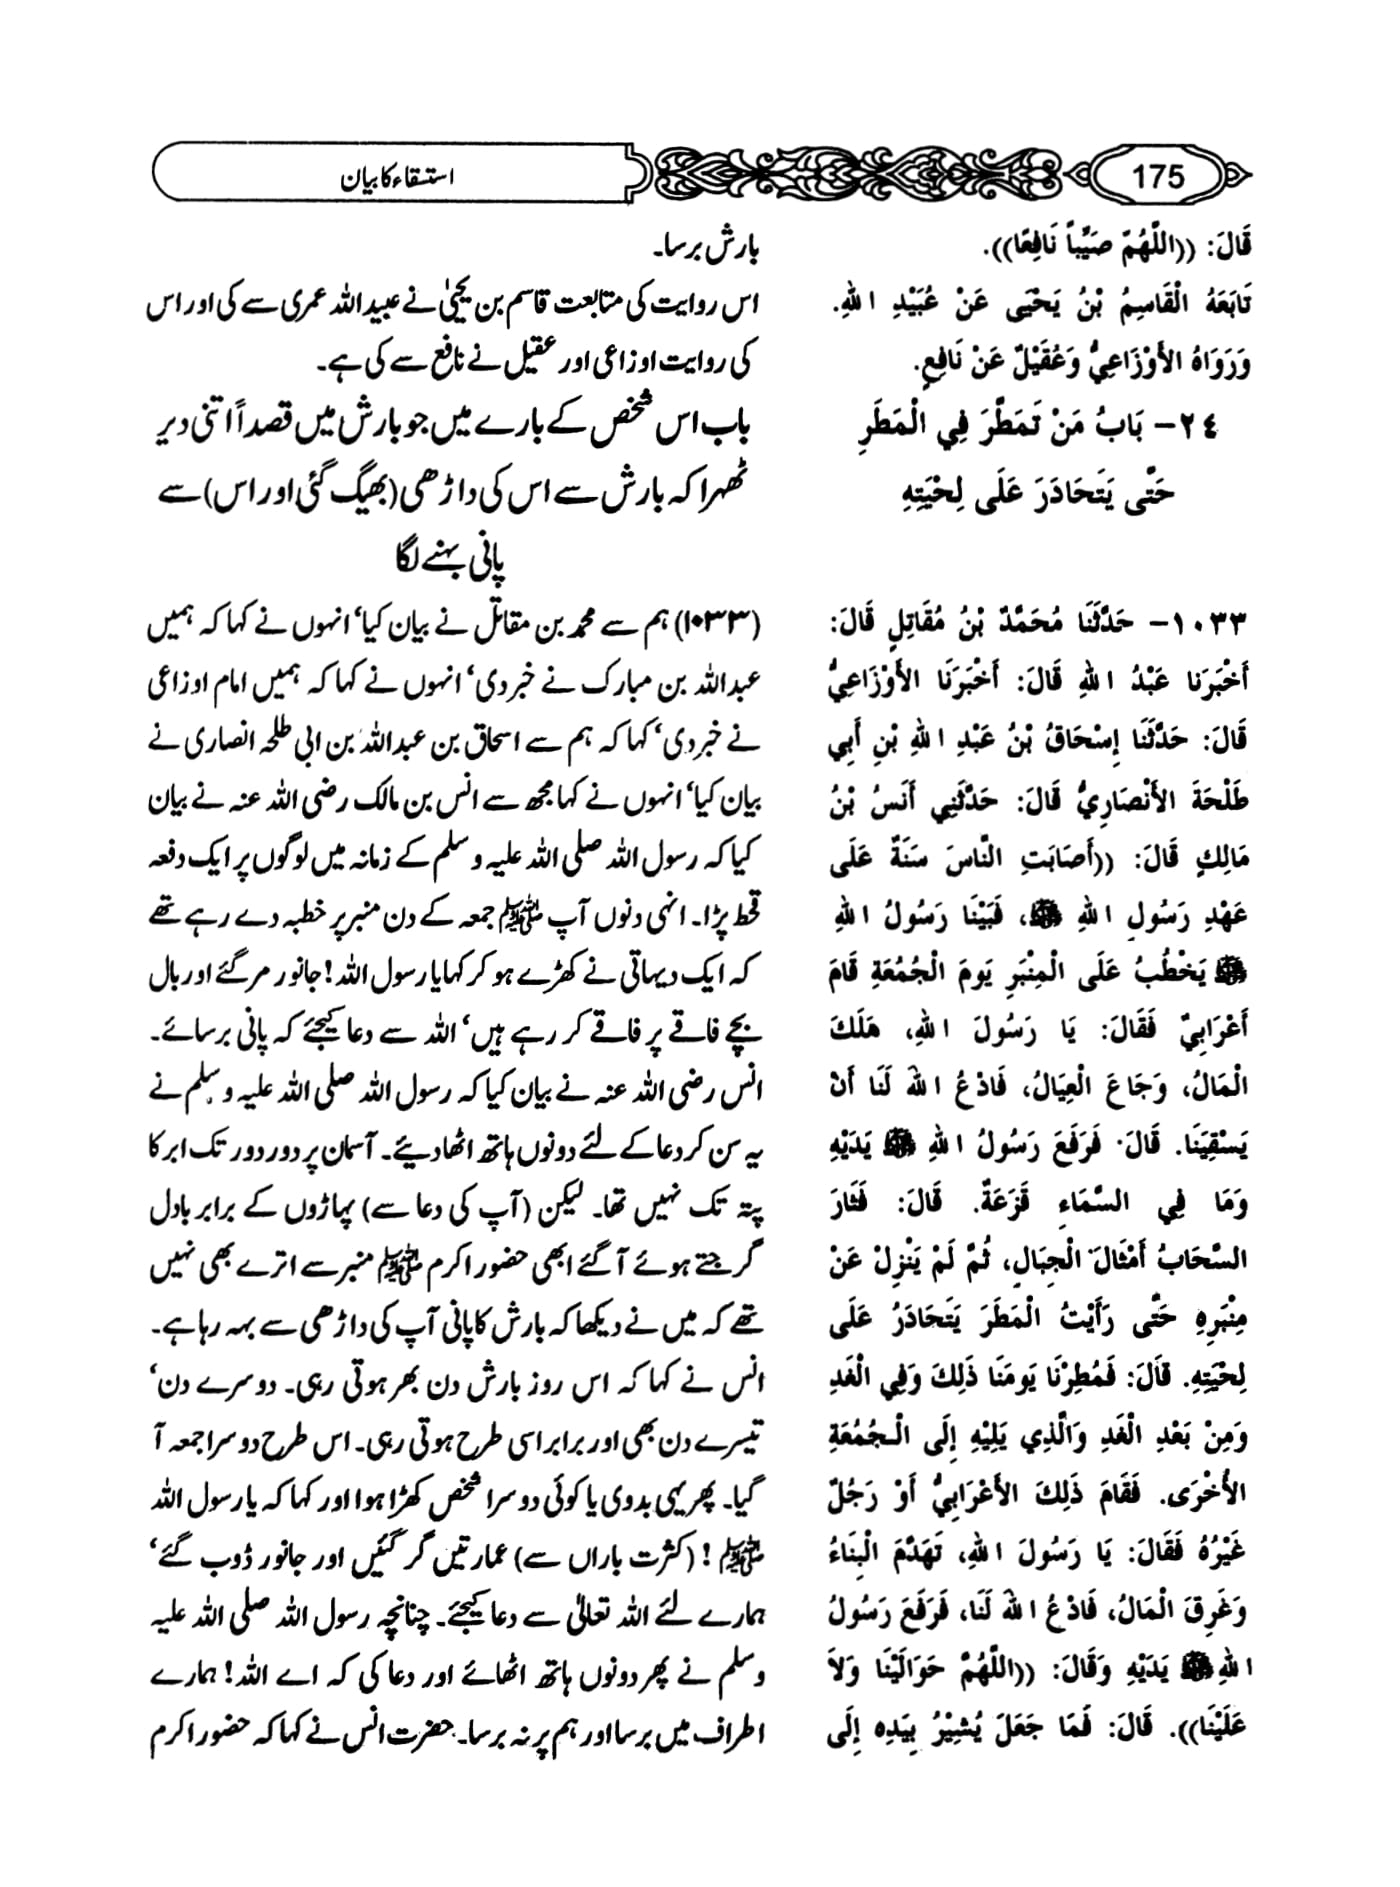 175
استسقاء کا بیان
قَالَ: ((اللَّهُمَّ صَيِّباً نَافِعًا)).
تَابَعَهُ الْقَاسِمُ بْنُ يَحْيَى عَنْ عُبَيْدِ اللهِ.
وَرَوَاهُ الأَوْزَاعِيُّ وَعُقَيْلٌ عَنْ نَافِعٍ.
٢٤- بَابُ مَنْ تَمَطَّرَ فِي الْمَطَرِ
حَتَّى يَتَحَادَرَ عَلَى لِحْيَتِهِ
١٠٣٣- حَدَّثَنَا مُحَمَّدٌ بْنُ مُقَاتِلٍ قَالَ:
أَخْبَرَنا عَبْدُ اللهِ قَالَ: أَخْبَرَنَا الأَوْزَاعِيُّ
قَالَ: حَدَّثَنَا إِسْحَاقُ بْنُ عَبْدِ اللهِ بْنِ أَبِي
طَلْحَةَ الأَنْصَارِيُّ قَالَ: حَدَّثَنِي أَنَسُ بْنُ
مَالِكٍ قَالَ: ((أَصَابَتِ النَّاسَ سَنَةٌ عَلَى
عَهْدِ رَسُولِ اللهِ ﷺ، فَبَيْنَا رَسُولُ اللهِ
ﷺ يَخْطُبُ عَلَى الْمِنْبَرِ يَومَ الْجُمُعَةِ قَامَ
أَعْرَابِيٌّ فَقَالَ: يَا رَسُولَ اللهِ، هَلَكَ
الْمَالُ، وَجَاعَ الْعِيَالُ، فَادْعُ اللهَ لَنَا أَنْ
يَسْقِيَنَا. قَالَ: فَرَفَعَ رَسُولُ اللهِ ﷺ يَدَيْهِ
وَمَا فِي السَّمَاءِ قَزَعَةٌ. قَالَ: فَثَارَ
السَّحَابُ أَمْثَالَ الْجِبَالِ، ثُمَّ لَمْ يَنْزِلْ عَنْ
مِنْبَرِهِ حَتَّى رَأَيْتُ الْمَطَرَ يَتَحَادَرُ عَلَى
لِحْيَتِهِ. قَالَ: فَمُطِرْنَا يَومَنَا ذَلِكَ وَفِي الْغَدِ
وَمِنْ بَعْدِ الْغَدِ وَالَّذِي يَلِيْهِ إِلَى الْجُمُعَةِ
الأُخْرَى. فَقَامَ ذَلِكَ الأَعْرَابِيُّ أَوْ رَجُلٌ
غَيْرُهُ فَقَالَ: يَا رَسُولَ اللهِ، تَهَدَّمَ الْبِنَاءُ
وَغَرِقَ الْمَالُ، فَادْعُ اللهَ لَنَا، فَرَفَعَ رَسُولُ
اللهِ ﷺ يَدَيْهِ وَقَالَ: ((اللَّهُمَّ حَوَالَيْنَا وَلاَ
عَلَيْنَا)). قَالَ: فَمَا جَعَلَ يُشِيْرُ بِيَدِهِ إِلَى
بارش برسا۔
اس روایت کی متابعت قاسم بن یحییٰ نے عبیداللہ عمری سے کی اور اس
کی روایت اوزاعی اور عقیل نے نافع سے کی ہے۔
باب اس شخص کے بارے میں جو بارش میں قصداً اتنی دیر
ٹھہرا کہ بارش سے اس کی داڑھی (بھیگ گئی اور اس) سے
پانی بہنے لگا
(۱۰۳۳) ہم سے محمد بن مقاتل نے بیان کیا‘ انہوں نے کہا کہ ہمیں
عبداللہ بن مبارک نے خبر دی‘ انہوں نے کہا کہ ہمیں امام اوزاعی
نے خبر دی‘ کہا کہ ہم سے اسحاق بن عبداللہ بن ابی طلحہ انصاری نے
بیان کیا‘ انہوں نے کہا مجھ سے انس بن مالک رضی اللہ عنہ نے بیان
کیا کہ رسول اللہ صلی اللہ علیہ و سلم کے زمانہ میں لوگوں پر ایک دفعہ
قحط پڑا۔ انہی دنوں آپ ﷺ جمعہ کے دن منبر پر خطبہ دے رہے تھے
کہ ایک دیہاتی نے کھڑے ہو کر کہا یا رسول اللہ! جانور مر گئے اور بال
بچے فاقے پر فاقے کر رہے ہیں‘ اللہ سے دعا کیجئے کہ پانی برسائے۔
انس رضی اللہ عنہ نے بیان کیا کہ رسول اللہ صلی اللہ علیہ و سلم نے
یہ سن کر دعا کے لئے دونوں ہاتھ اٹھا دیئے۔ آسمان پر دور دور تک ابر کا
پتہ تک نہیں تھا۔ لیکن (آپ کی دعا سے) پہاڑوں کے برابر بادل
گرجتے ہوئے آ گئے ابھی حضور اکرم ﷺ منبر سے اترے بھی نہیں
تھے کہ میں نے دیکھا کہ بارش کا پانی آپ کی داڑھی سے بہہ رہا ہے۔
انس نے کہا کہ اس روز بارش دن بھر ہوتی رہی۔ دوسرے دن‘
تیسرے دن بھی اور برابر اسی طرح ہوتی رہی۔ اس طرح دوسرا جمعہ آ
گیا۔ پھر یہی بدوی یا کوئی دوسرا شخص کھڑا ہوا اور کہا کہ یا رسول اللہ
ﷺ ! (کثرت باراں سے) عمارتیں گر گئیں اور جانور ڈوب گئے‘
ہمارے لئے اللہ تعالیٰ سے دعا کیجئے۔ چنانچہ رسول اللہ صلی اللہ علیہ
و سلم نے پھر دونوں ہاتھ اٹھائے اور دعا کی کہ اے اللہ! ہمارے
اطراف میں برسا اور ہم پر نہ برسا۔ حضرت انس نے کہا کہ حضور اکرم